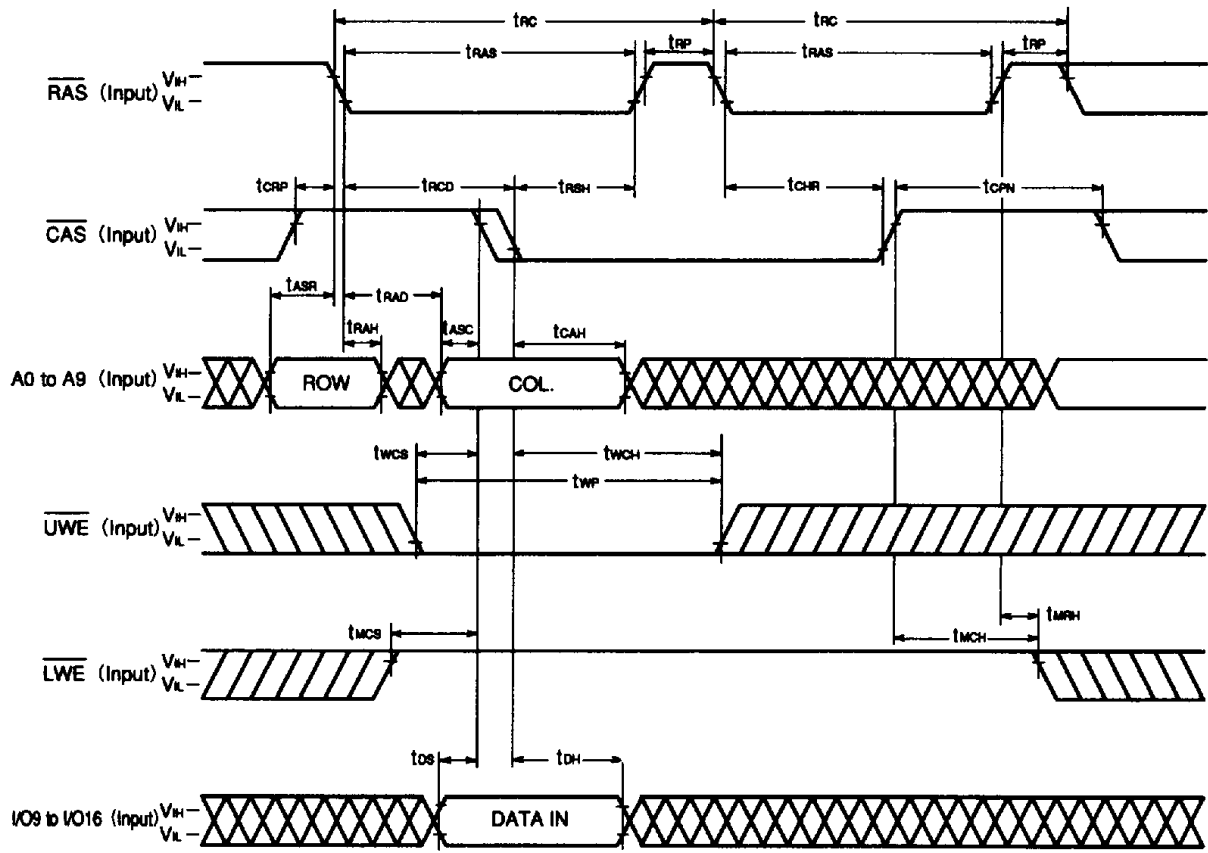 tRC tRC
tRAS tRP tRAS tRP
RAS (Input) VIH
VIL
tCRP tRCD tRSH tCHR tCPN
CAS (Input) VIH
VIL
tASR tRAD
tRAH tASC tCAH
A0 to A9 (Input) VIH
VIL
ROW COL.
tWCS tWCH
tWP
UWE (Input) VIH
VIL
tMRH
tMCS tMCH
LWE (Input) VIH
VIL
tDS tDH
I/O9 to I/O16 (Input) VIH
VIL
DATA IN